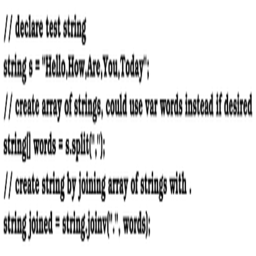 // declare test string
string s = "Hello,How,Are,You,Today";
// create array of strings, could use var words instead if desired
string[] words = s.split(",");
// create string by joining array of strings with .
string joined = string.joinv(".", words);